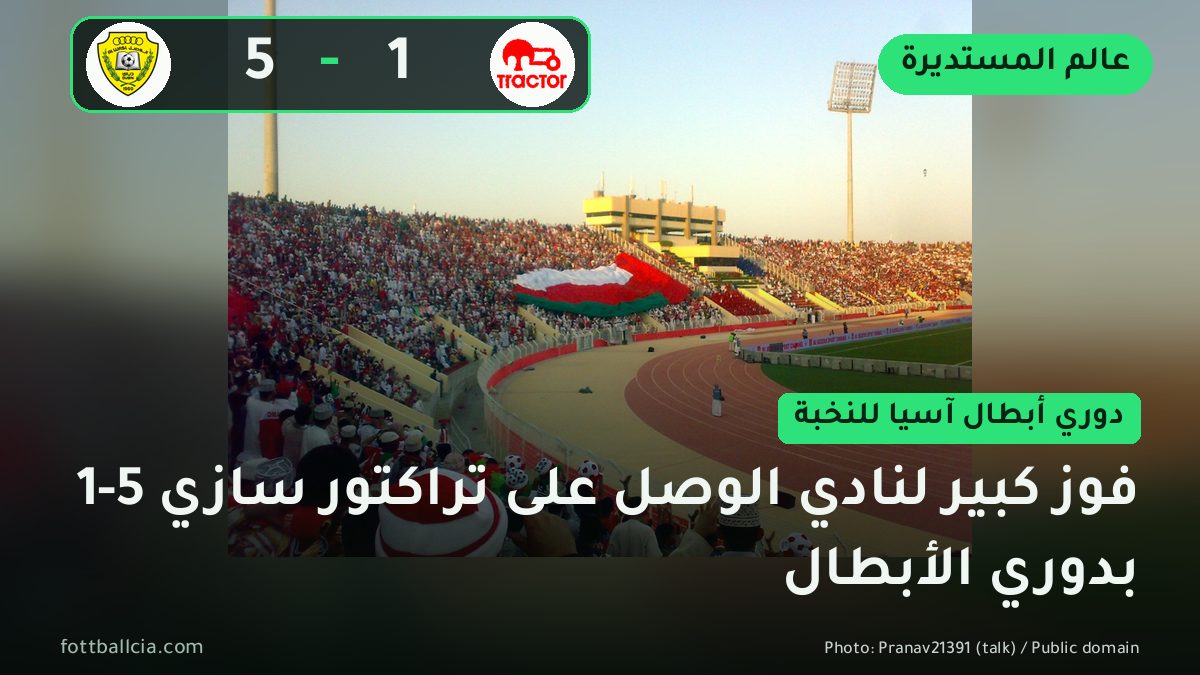 5 - 1
TRACTOR
عالم المستديرة
دوري أبطال آسيا للنخبة
فوز كبير لنادي الوصل على تراكتور سازي 5-1
بدوري الأبطال
fottballcia.com
Photo: Pranav21391 (talk) / Public domain